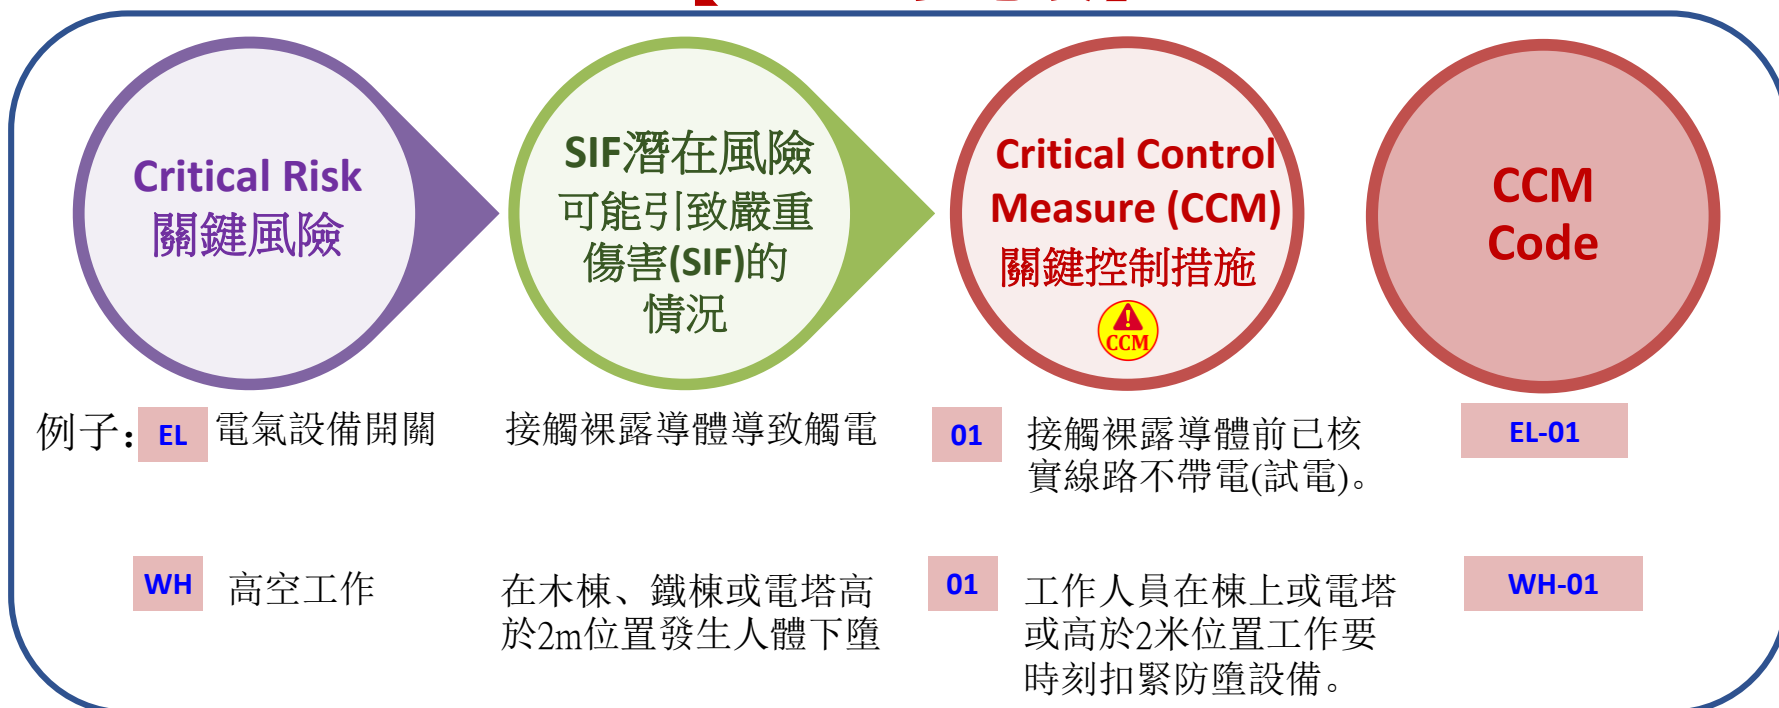 Critical Risk
關鍵風險
SIF潛在風險
可能引致嚴重
傷害(SIF)的
情況
Critical Control
Measure (CCM)
關鍵控制措施
CCM
CCM
Code
例子：
EL
電氣設備開關
接觸裸露導體導致觸電
01
接觸裸露導體前已核
實線路不帶電(試電)。
EL-01
WH
高空工作
在木棟、鐵棟或電塔高
於2m位置發生人體下墮
01
工作人員在棟上或電塔
或高於2米位置工作要
時刻扣緊防墮設備。
WH-01